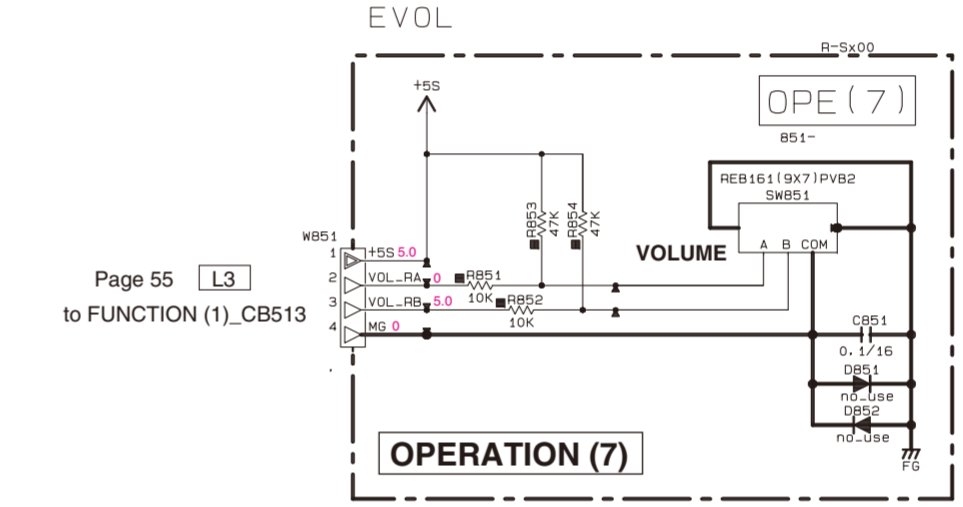 EVOL
R-Sx00
+5S
OPE(7)
851-
REB161(9X7)PVB2
SW851
A B COM
R853
47K
R854
47K
VOLUME
W851
1 +5S 5.0
2 VOL_RA 0
R851
10K
3 VOL_RB 5.0
R852
10K
4 MG 0
Page 55 L3
to FUNCTION (1)_CB513
C851
0.1/16
D851
no_use
D852
no_use
FG
OPERATION (7)